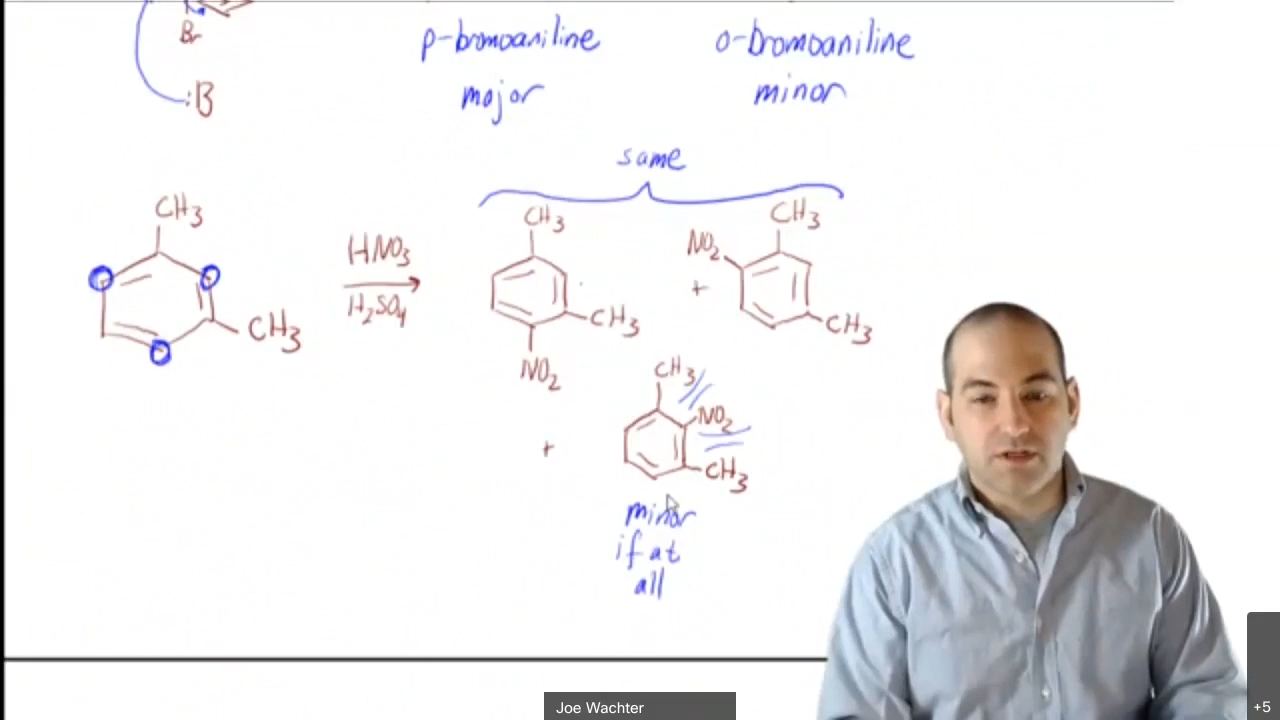 Br
:B
p-bromoaniline
major
o-bromoaniline
minor
same
CH3
CH3
HNO3
H2SO4
CH3
CH3
NO2
+
NO2
CH3
CH3
+
CH3
NO2
CH3
minor
if at
all
Joe Wachter
+5